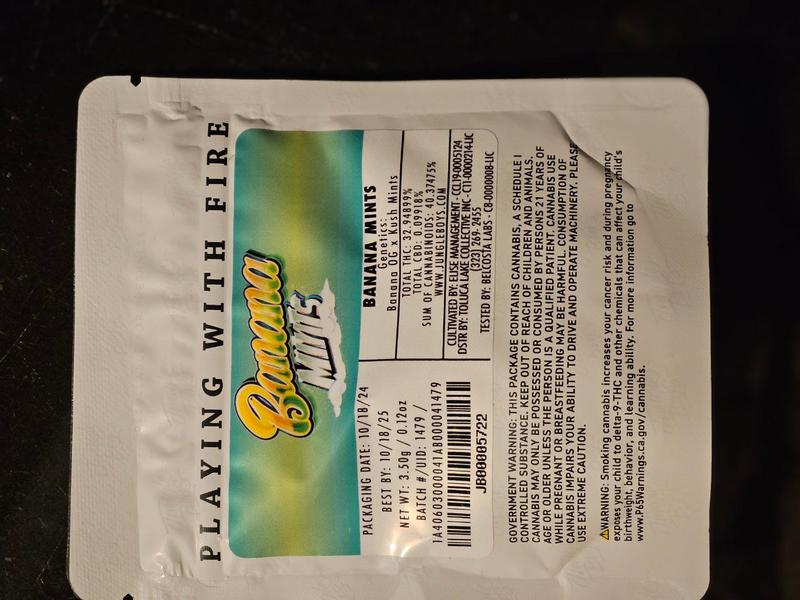 PLAYING WITH FIRE
Banana
MINTS
PACKAGING DATE: 10/18/24
BEST BY: 10/18/25
NET WT: 3.50g / 0.12oz
BATCH #/UID: 1479 /
1A4060300041AB000041479
JB00005722
BANANA MINTS
Genetics:
Banana OG x Kush Mints
TOTAL THC: 32.94899%
TOTAL CBD: 0.09918%
SUM OF CANNABINOIDS: 40.37475%
WWW.JUNGLEBOYS.COM
CULTIVATED BY: ELISE MANAGEMENT - CCL19-0005124
DSTR BY: TOLUCA LAKE COLLECTIVE INC - C11-0000214-LIC
(323) 269-2455
TESTED BY: BELCOSTA LABS - C8-0000008-LIC
GOVERNMENT WARNING: THIS PACKAGE CONTAINS CANNABIS, A SCHEDULE I
CONTROLLED SUBSTANCE. KEEP OUT OF REACH OF CHILDREN AND ANIMALS.
CANNABIS MAY ONLY BE POSSESSED OR CONSUMED BY PERSONS 21 YEARS OF
AGE OR OLDER UNLESS THE PERSON IS A QUALIFIED PATIENT. CANNABIS USE
WHILE PREGNANT OR BREASTFEEDING MAY BE HARMFUL. CONSUMPTION OF
CANNABIS IMPAIRS YOUR ABILITY TO DRIVE AND OPERATE MACHINERY. PLEASE
USE EXTREME CAUTION.
⚠WARNING: Smoking cannabis increases your cancer risk and during pregnancy
exposes your child to delta-9-THC and other chemicals that can affect your child's
birthweight, behavior, and learning ability. For more information go to
www.P65Warnings.ca.gov/cannabis.